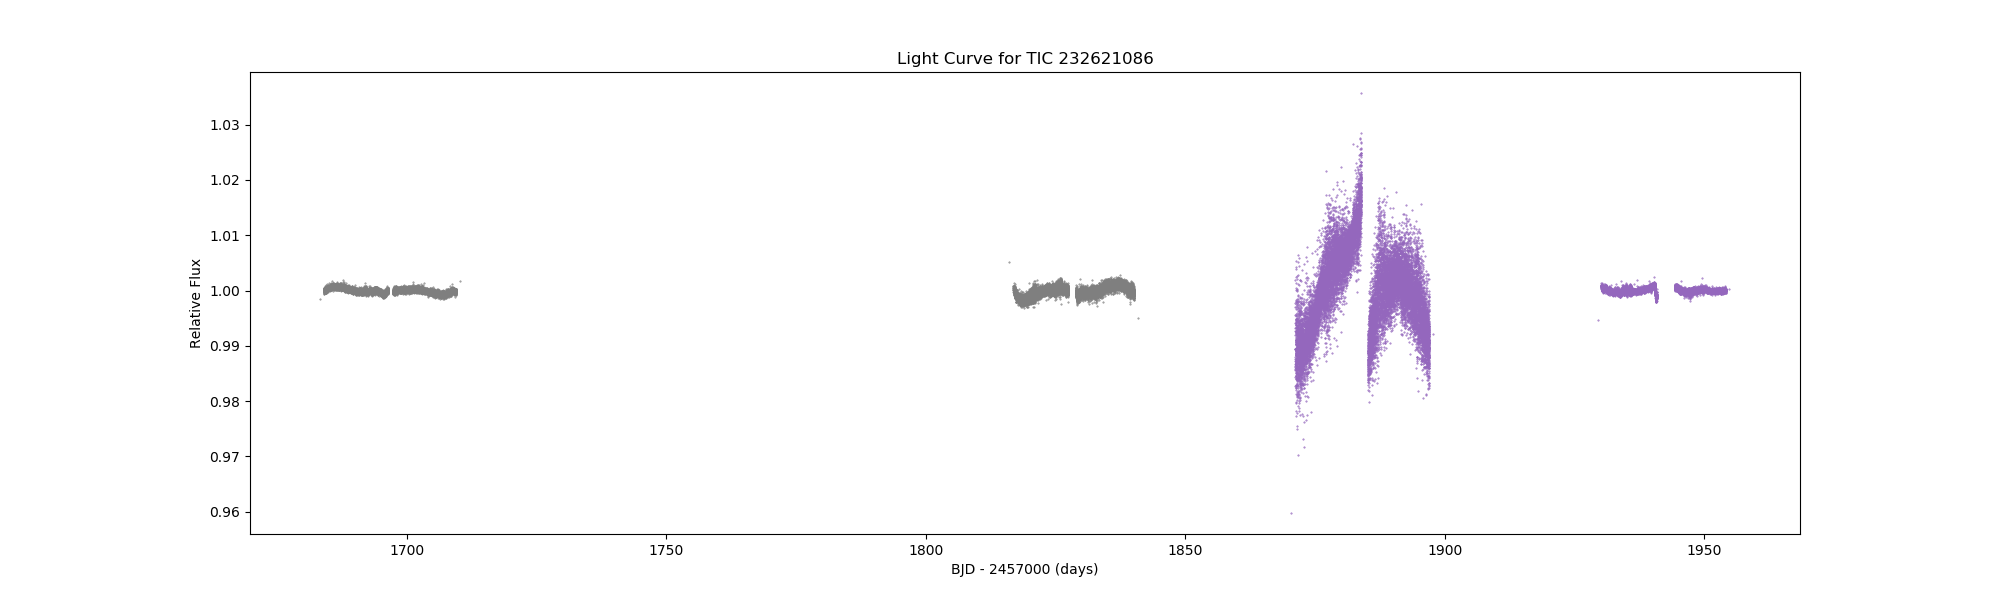 Light Curve for TIC 232621086
Relative Flux
1.03
1.02
1.01
1.00
0.99
0.98
0.97
0.96
1700 1750 1800 1850 1900 1950
BJD - 2457000 (days)